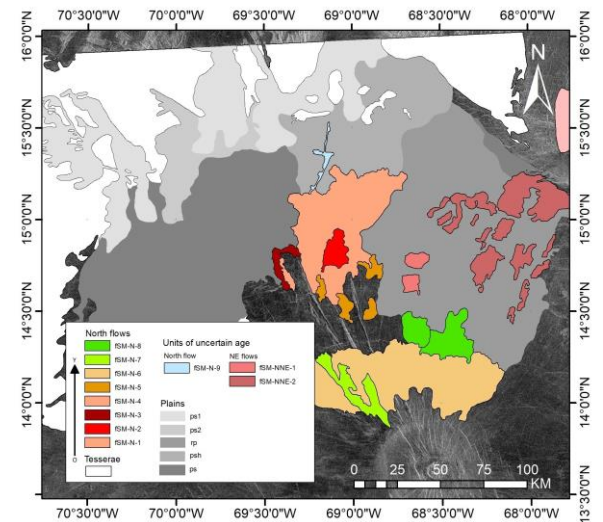 70°30'0"W 70°0'0"W 69°30'0"W 69°0'0"W 68°30'0"W 68°0'0"W
16°0'0"N 16°0'0"N
N
15°30'0"N 15°30'0"N
15°0'0"N 15°0'0"N
14°30'0"N 14°30'0"N
14°0'0"N 14°0'0"N
13°30'0"N
North flows
fSM-N-8
fSM-N-7
fSM-N-6
fSM-N-5
fSM-N-4
fSM-N-3
fSM-N-2
fSM-N-1
Y
O
Tesserae
Units of uncertain age
North flow NE flows
fSM-N-9 fSM-NNE-1
fSM-NNE-2
Plains
ps1
ps2
rp
psh
ps
0 25 50 75 100
KM
70°30'0"W 70°0'0"W 69°30'0"W 69°0'0"W 68°30'0"W 68°0'0"W